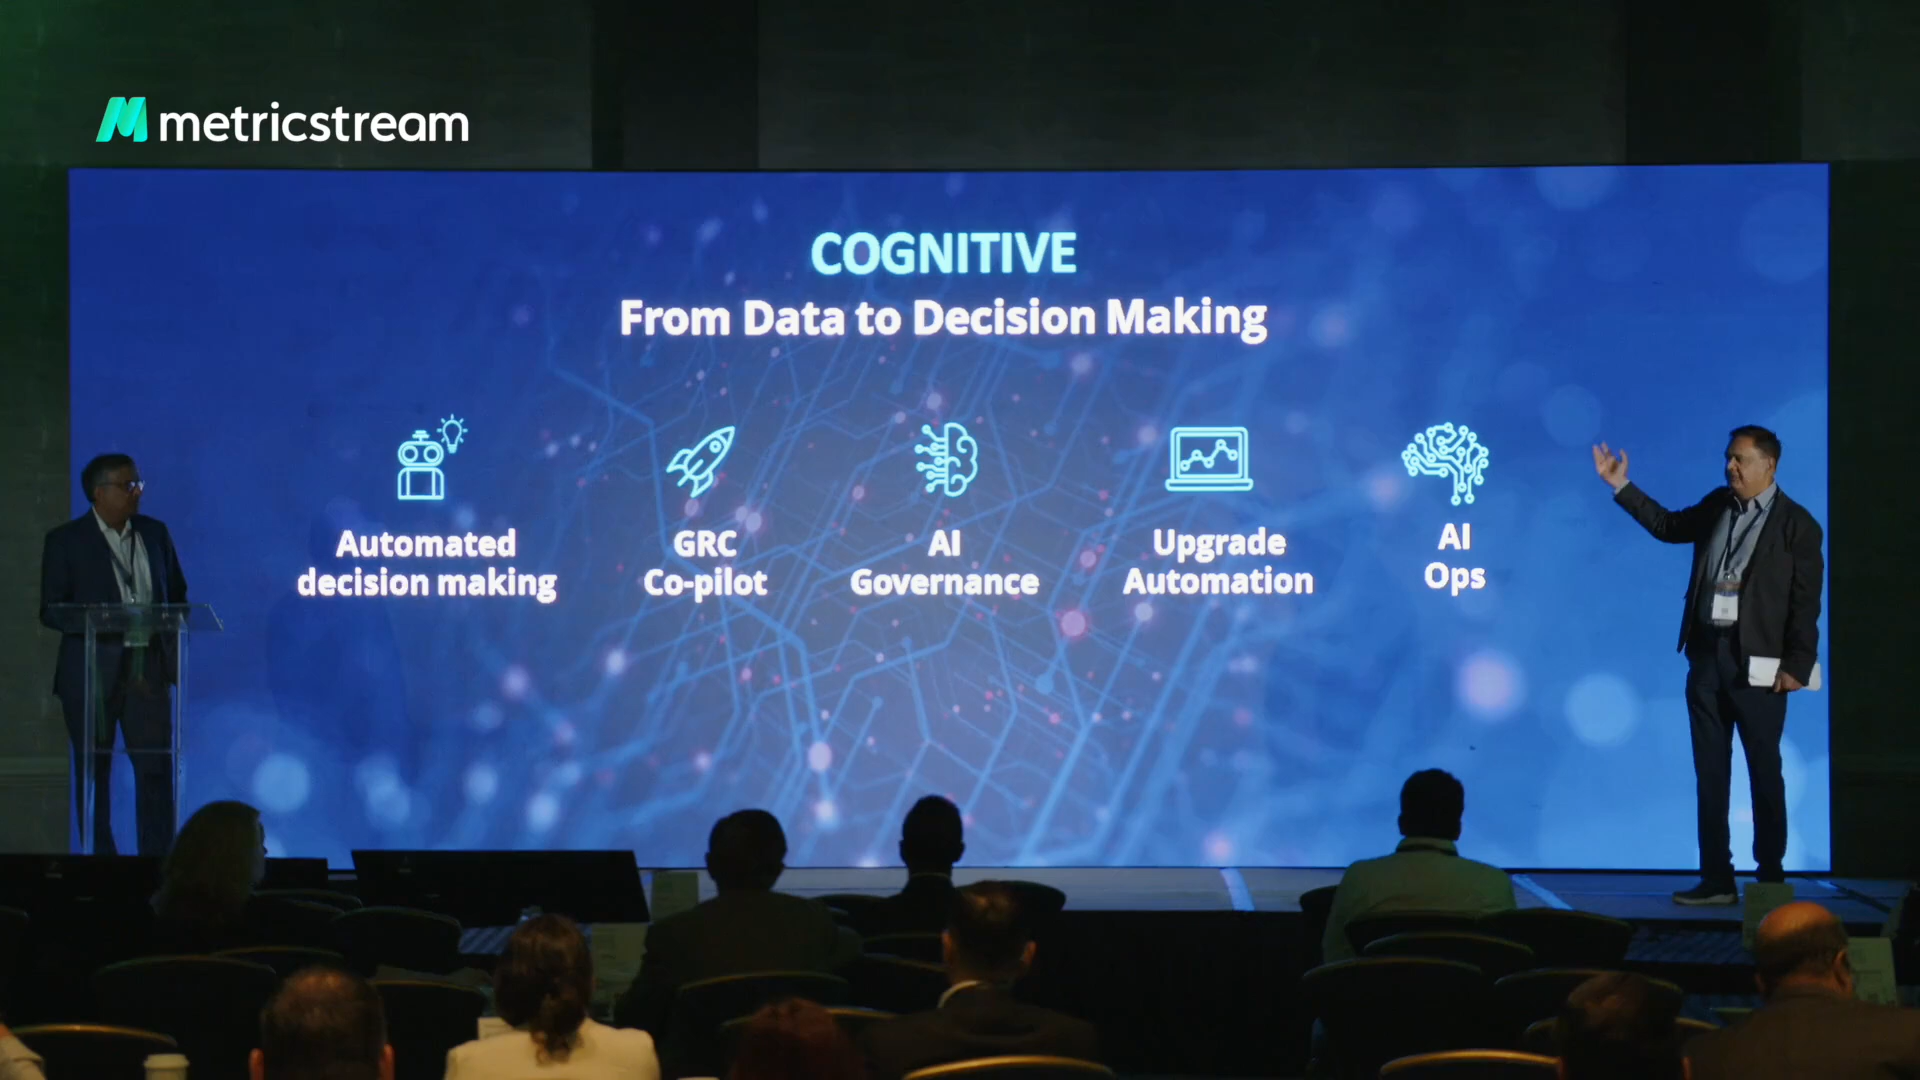 metricstream
COGNITIVE
From Data to Decision Making
Automated
decision making
GRC
Co-pilot
AI
Governance
Upgrade
Automation
AI
Ops